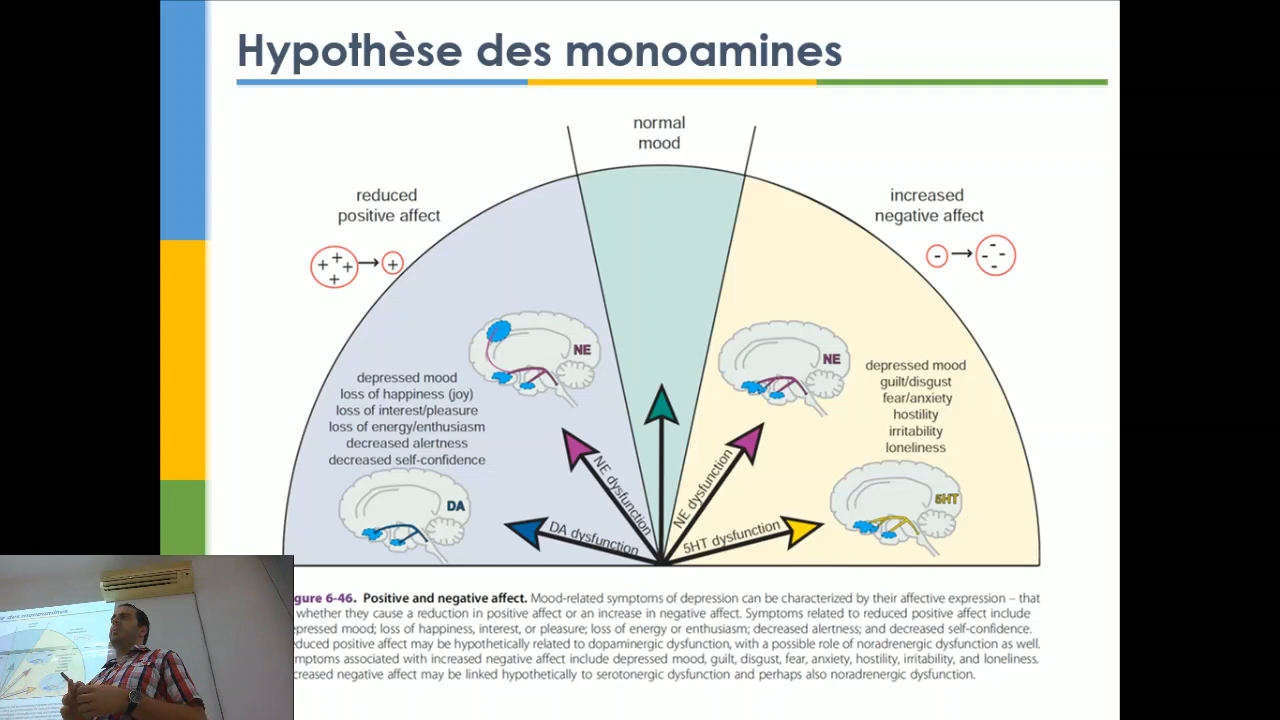 Hypothèse des monoamines
normal
mood
reduced
positive affect
increased
negative affect
+ + + + → +
- → - - - -
NE
NE
depressed mood
loss of happiness (joy)
loss of interest/pleasure
loss of energy/enthusiasm
decreased alertness
decreased self-confidence
depressed mood
guilt/disgust
fear/anxiety
hostility
irritability
loneliness
DA
5HT
NE dysfunction
NE dysfunction
DA dysfunction
5HT dysfunction
gure 6-46. Positive and negative affect. Mood-related symptoms of depression can be characterized by their affective expression – that
whether they cause a reduction in positive affect or an increase in negative affect. Symptoms related to reduced positive affect include
epressed mood; loss of happiness, interest, or pleasure; loss of energy or enthusiasm; decreased alertness; and decreased self-confidence.
educed positive affect may be hypothetically related to dopaminergic dysfunction, with a possible role of noradrenergic dysfunction as well.
mptoms associated with increased negative affect include depressed mood, guilt, disgust, fear, anxiety, hostility, irritability, and loneliness.
creased negative affect may be linked hypothetically to serotonergic dysfunction and perhaps also noradrenergic dysfunction.